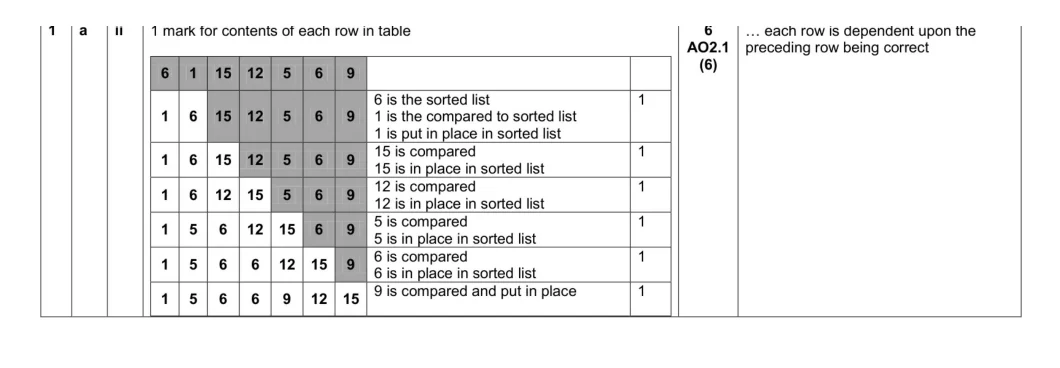 1 a ii 1 mark for contents of each row in table 6 … each row is dependent upon the
AO2.1 preceding row being correct
(6)
6 1 15 12 5 6 9
1 6 15 12 5 6 9 6 is the sorted list 1
1 is the compared to sorted list
1 is put in place in sorted list
1 6 15 12 5 6 9 15 is compared 1
15 is in place in sorted list
1 6 12 15 5 6 9 12 is compared 1
12 is in place in sorted list
1 5 6 12 15 6 9 5 is compared 1
5 is in place in sorted list
1 5 6 6 12 15 9 6 is compared 1
6 is in place in sorted list
1 5 6 6 9 12 15 9 is compared and put in place 1